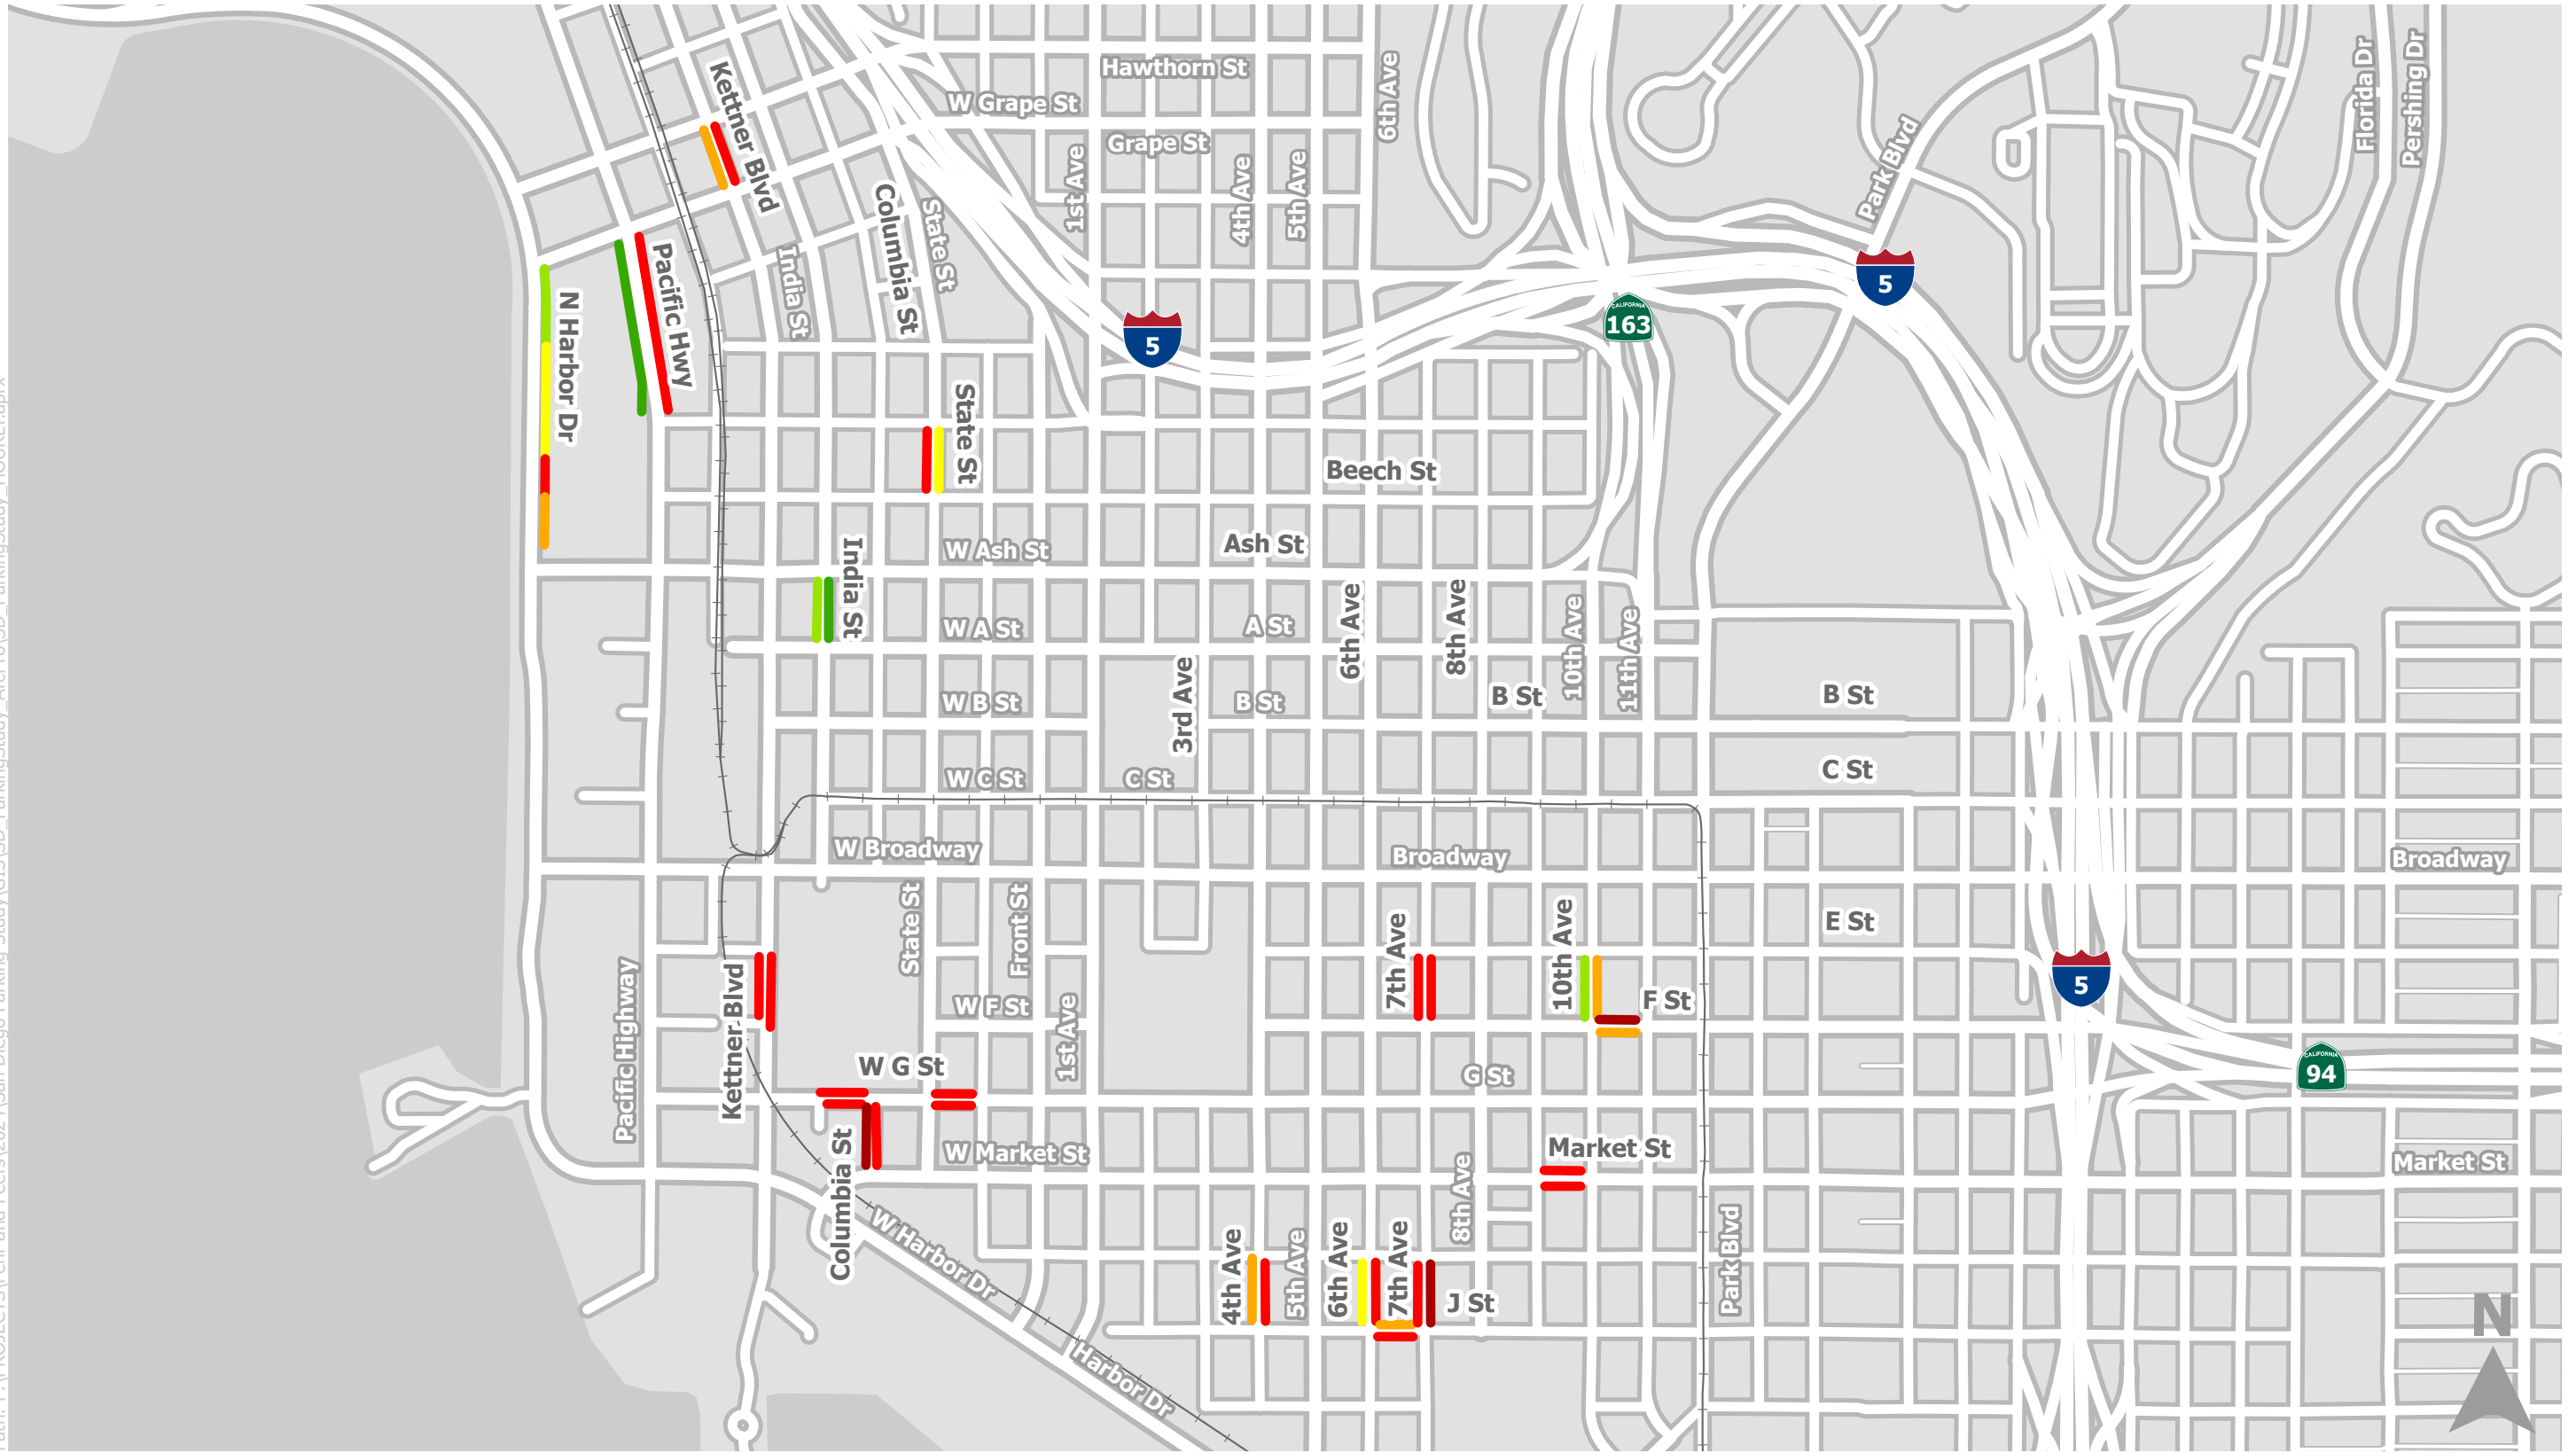 Hawthorn St
W Grape St
Grape St
Kettner Blvd
6th Ave
Florida Dr
Pershing Dr
Park Blvd
1st Ave
4th Ave
5th Ave
Columbia St
State St
India St
Pacific Hwy
N Harbor Dr
5
163
CALIFORNIA
5
State St
Beech St
W Ash St
Ash St
India St
W A St
A St
6th Ave
8th Ave
10th Ave
11th Ave
3rd Ave
W B St
B St
B St
B St
W C St
C St
C St
W Broadway
Broadway
Broadway
State St
Front St
7th Ave
10th Ave
E St
5
Pacific Highway
Kettner Blvd
W F St
1st Ave
F St
W G St
G St
CALIFORNIA
94
Columbia St
W Market St
Market St
Market St
8th Ave
W Harbor Dr
4th Ave
5th Ave
6th Ave
7th Ave
J St
Park Blvd
Harbor Dr
N